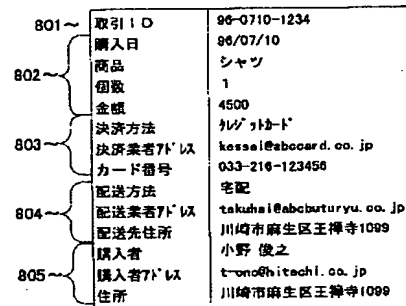 801～ 取引ID 96-0710-1234
購入日 96/07/10
802 商品 シャツ
個数 1
金額 4500
決済方法 クレジットカード
803 決済業者アドレス kessai@abccard.co.jp
カード番号 033-216-123456
配送方法 宅配
804 配送業者アドレス takuhai@abcbuturyu.co.jp
配送先住所 川崎市麻生区王禅寺1099
購入者 小野 俊之
805 購入者アドレス t-ono@hitachi.co.jp
住所 川崎市麻生区王禅寺1099